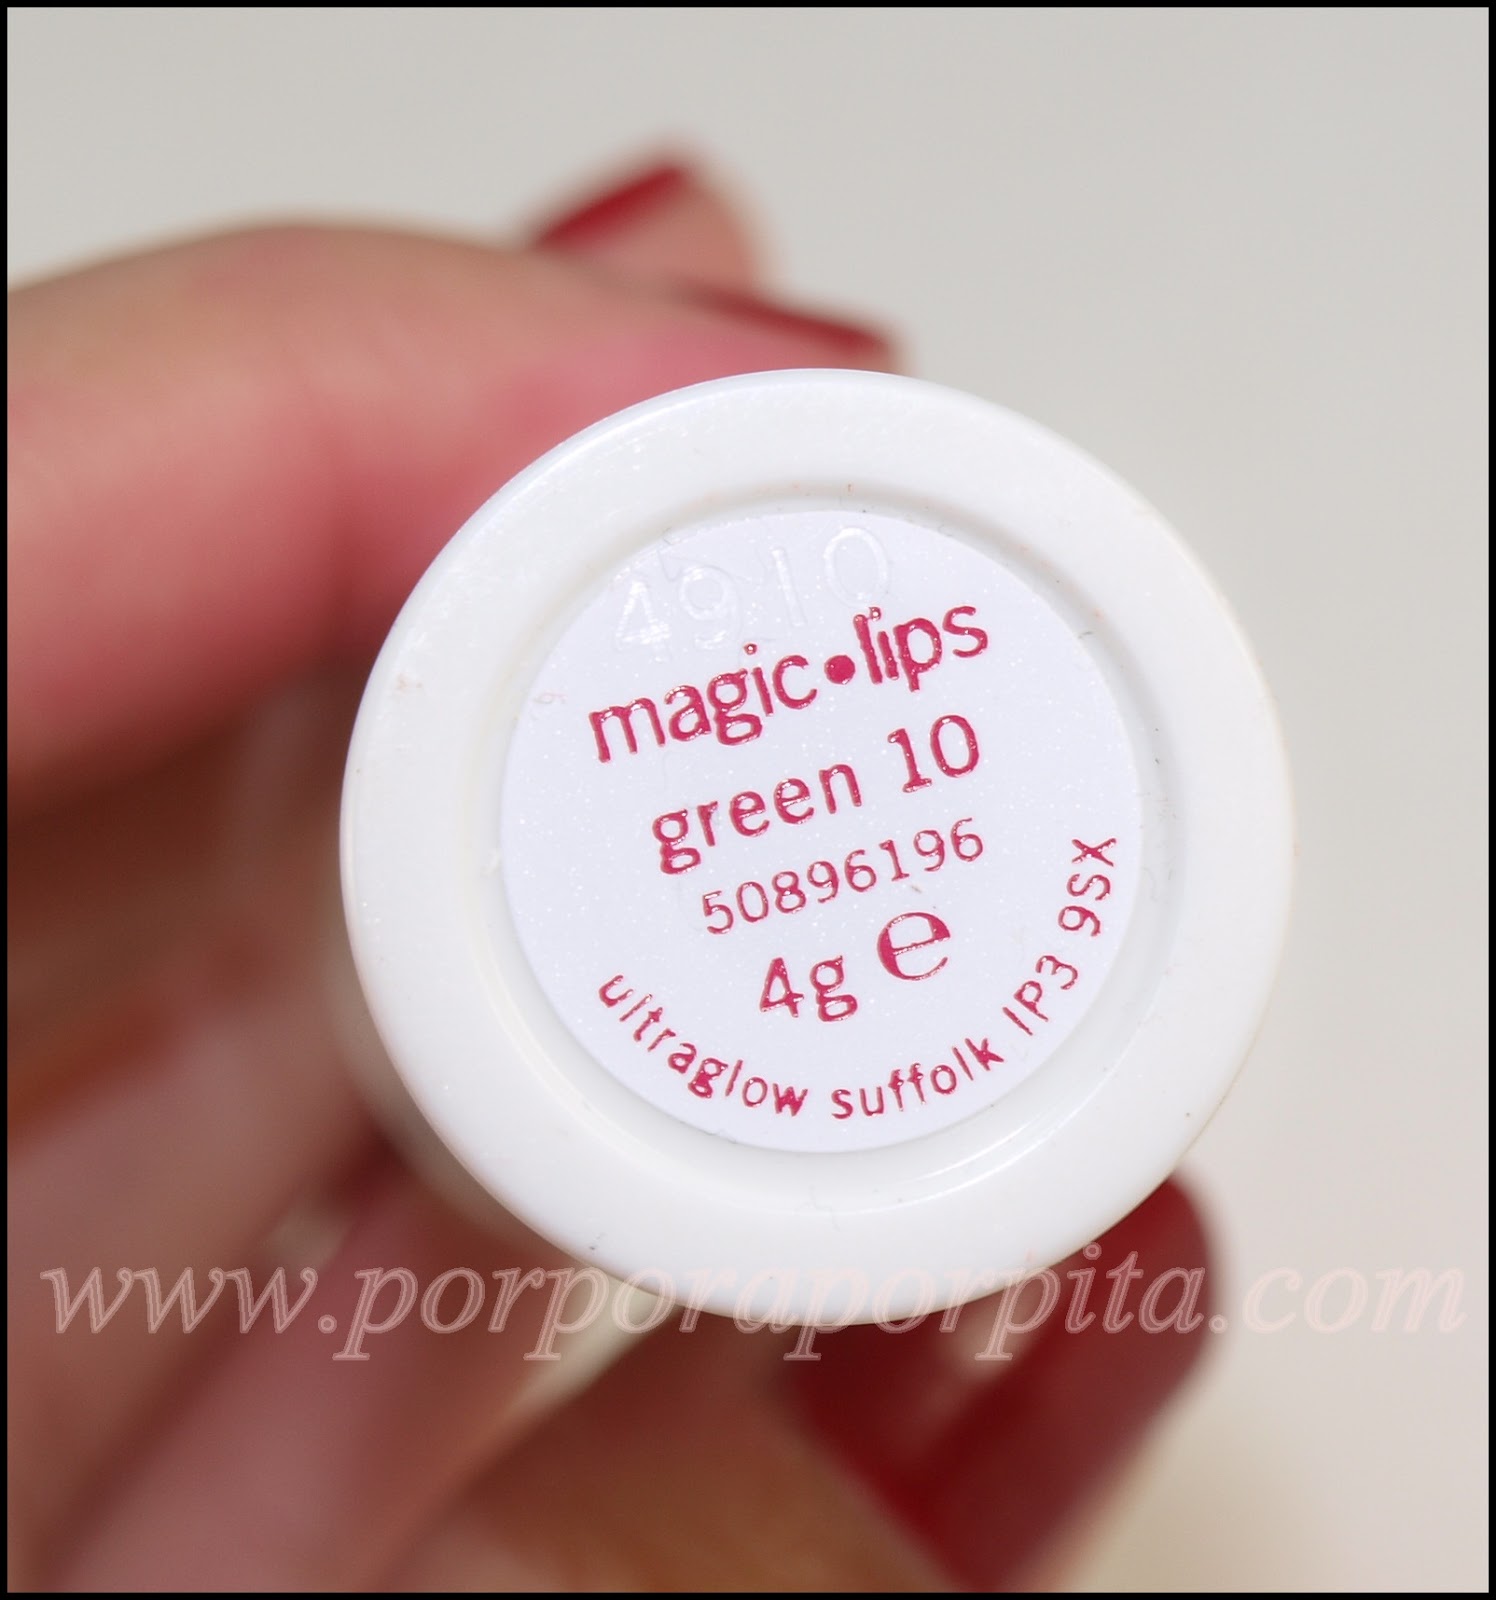 4910
magic•lips
green 10
50896196
4g ℮
ultraglow suffolk IP3 9SX
www.porporaporpita.com